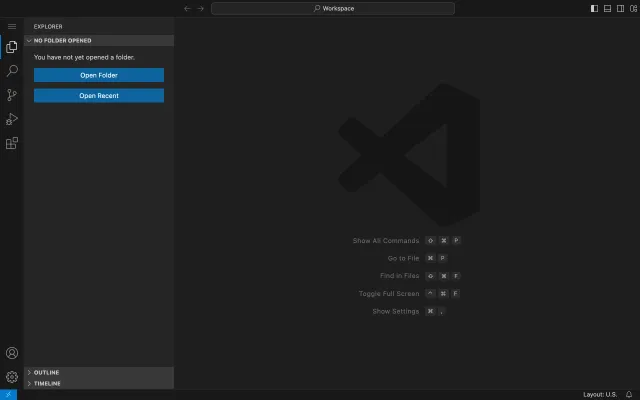 Workspace
EXPLORER
NO FOLDER OPENED
You have not yet opened a folder.
Open Folder
Open Recent
Show All Commands ⇧ ⌘ P
Go to File ⌘ P
Find in Files ⇧ ⌘ F
Toggle Full Screen ⌃ ⌘ F
Show Settings ⌘ ,
OUTLINE
TIMELINE
Layout: U.S.